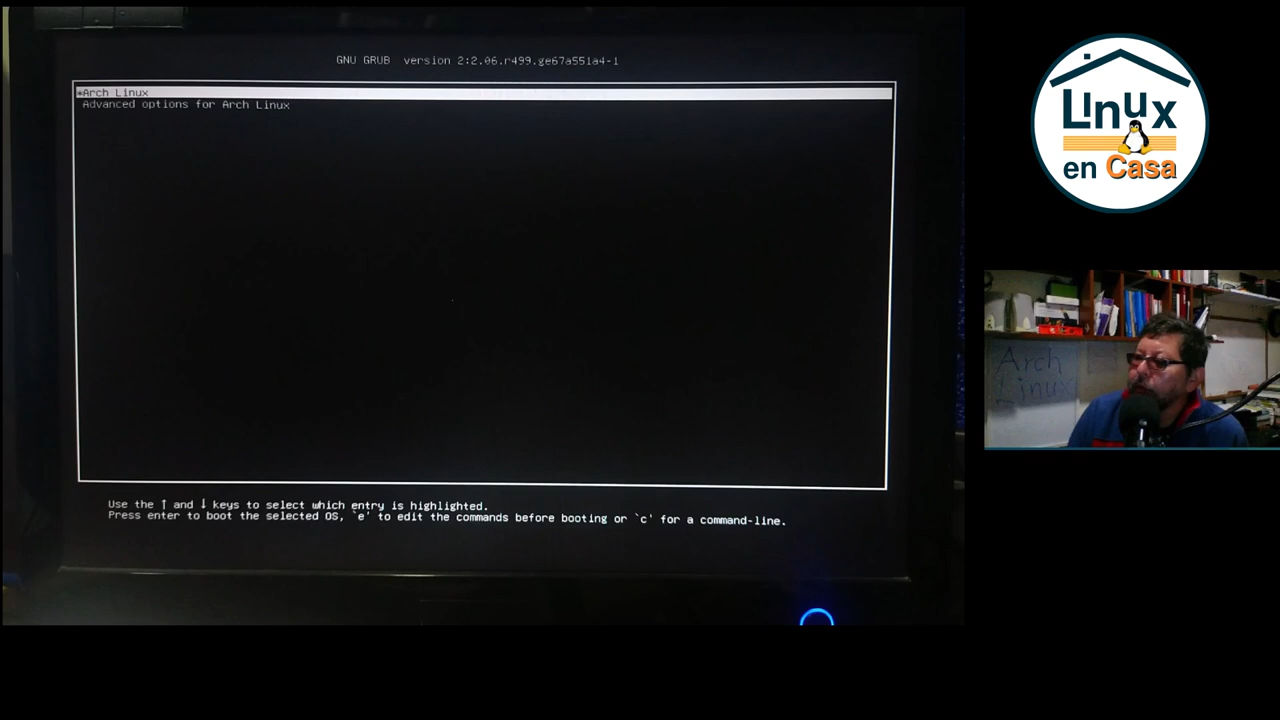 GNU GRUB version 2:2.06.r499.ge67a551a4-1
*Arch Linux
Advanced options for Arch Linux
Use the ↑ and ↓ keys to select which entry is highlighted.
Press enter to boot the selected OS, `e' to edit the commands before booting or `c' for a command-line.
Linux
en Casa
Arch
Linux